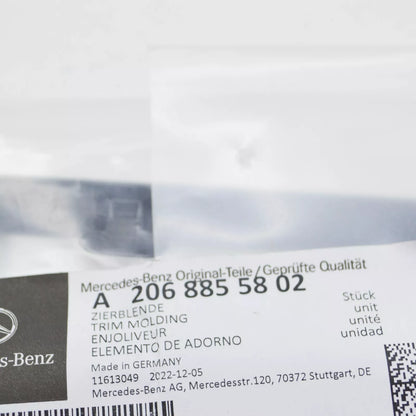 Mercedes-Benz Original-Teile/Geprüfte Qualität
A 206 885 58 02
ZIERBLENDE
TRIM MOLDING
ENJOLIVEUR
ELEMENTO DE ADORNO
Stück
unit
unité
unidad
Made in GERMANY
11613049 2022-12-05
Mercedes-Benz AG, Mercedesstr.120, 70372 Stuttgart, DE
s-Benz